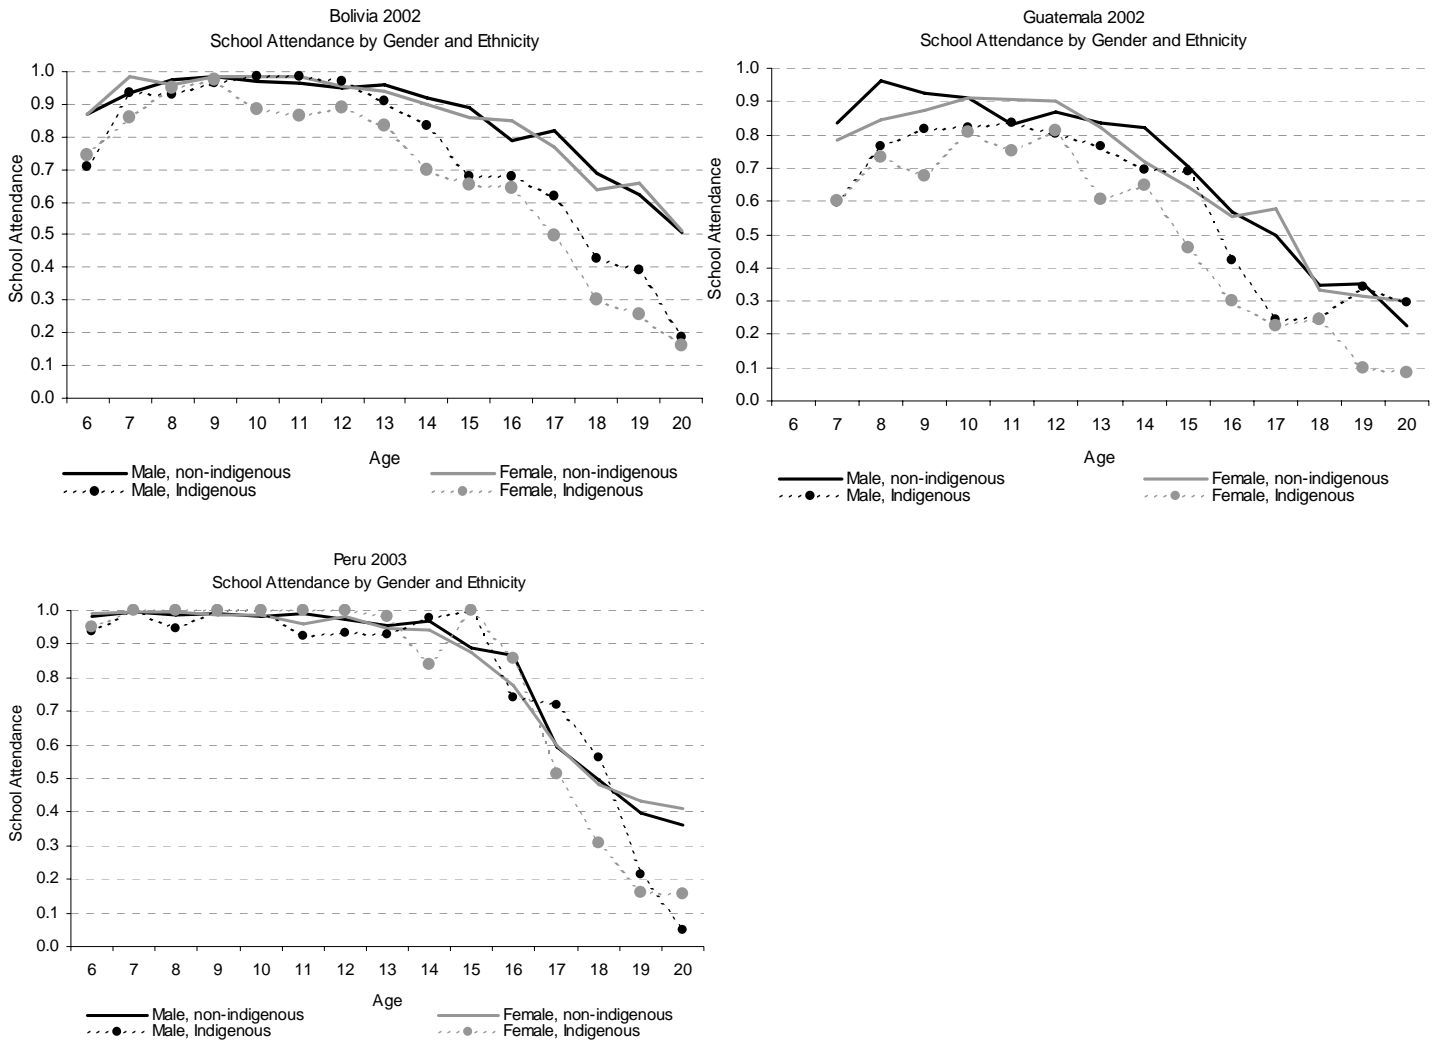 Bolivia 2002
School Attendance by Gender and Ethnicity
School Attendance
1.0
0.9
0.8
0.7
0.6
0.5
0.4
0.3
0.2
0.1
0.0
6 7 8 9 10 11 12 13 14 15 16 17 18 19 20
Age
Male, non-indigenous Female, non-indigenous
Male, Indigenous Female, Indigenous
Guatemala 2002
School Attendance by Gender and Ethnicity
School Attendance
1.0
0.9
0.8
0.7
0.6
0.5
0.4
0.3
0.2
0.1
0.0
6 7 8 9 10 11 12 13 14 15 16 17 18 19 20
Age
Male, non-indigenous Female, non-indigenous
Male, Indigenous Female, Indigenous
Peru 2003
School Attendance by Gender and Ethnicity
School Attendance
1.0
0.9
0.8
0.7
0.6
0.5
0.4
0.3
0.2
0.1
0.0
6 7 8 9 10 11 12 13 14 15 16 17 18 19 20
Age
Male, non-indigenous Female, non-indigenous
Male, Indigenous Female, Indigenous